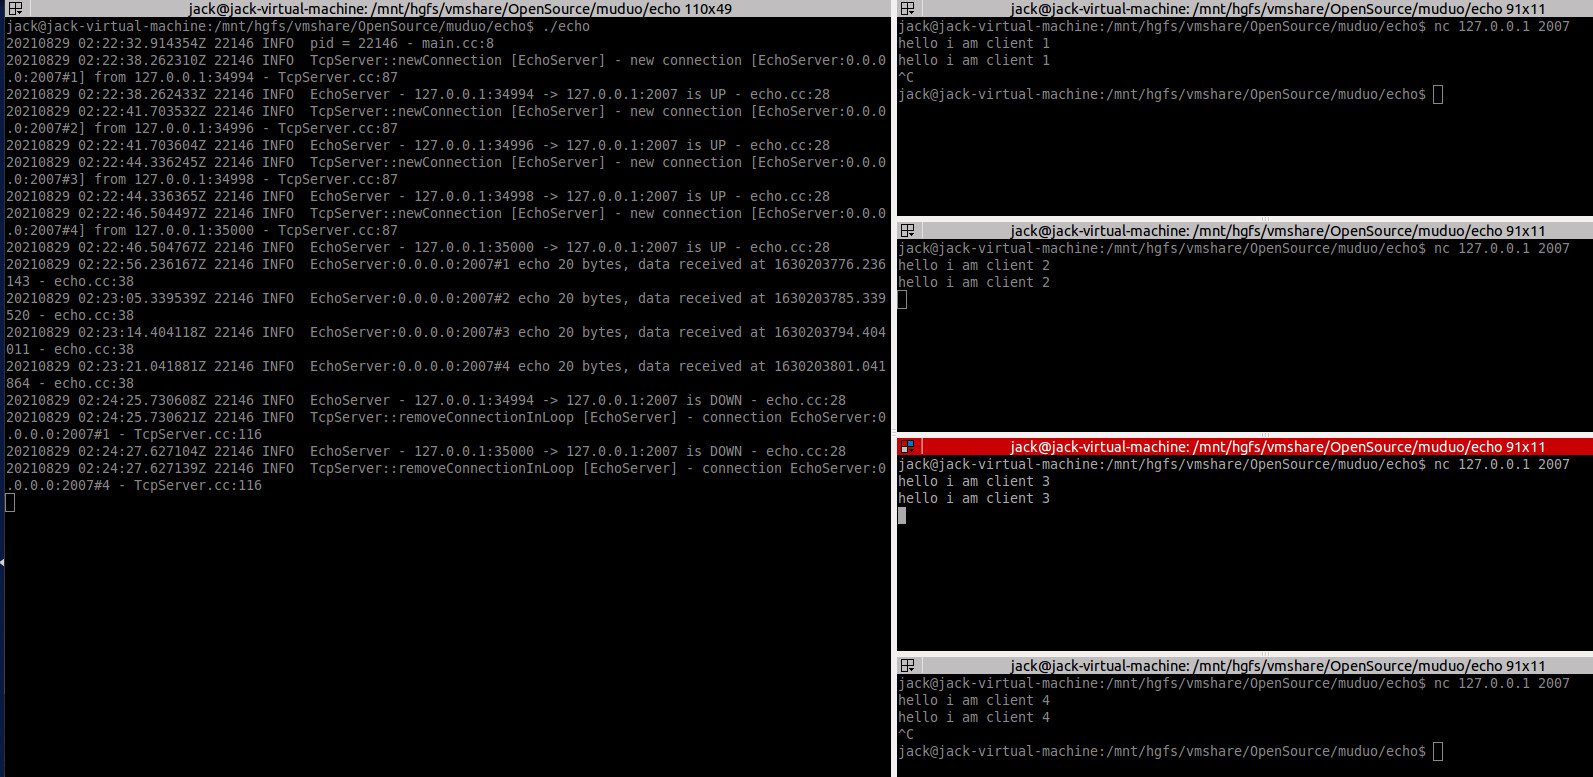 jack@jack-virtual-machine: /mnt/hgfs/vmshare/OpenSource/muduo/echo 110x49
jack@jack-virtual-machine:/mnt/hgfs/vmshare/OpenSource/muduo/echo$ ./echo
20210829 02:22:32.914354Z 22146 INFO  pid = 22146 - main.cc:8
20210829 02:22:38.262310Z 22146 INFO  TcpServer::newConnection [EchoServer] - new connection [EchoServer:0.0.0
.0:2007#1] from 127.0.0.1:34994 - TcpServer.cc:87
20210829 02:22:38.262433Z 22146 INFO  EchoServer - 127.0.0.1:34994 -> 127.0.0.1:2007 is UP - echo.cc:28
20210829 02:22:41.703532Z 22146 INFO  TcpServer::newConnection [EchoServer] - new connection [EchoServer:0.0.0
.0:2007#2] from 127.0.0.1:34996 - TcpServer.cc:87
20210829 02:22:41.703604Z 22146 INFO  EchoServer - 127.0.0.1:34996 -> 127.0.0.1:2007 is UP - echo.cc:28
20210829 02:22:44.336245Z 22146 INFO  TcpServer::newConnection [EchoServer] - new connection [EchoServer:0.0.0
.0:2007#3] from 127.0.0.1:34998 - TcpServer.cc:87
20210829 02:22:44.336365Z 22146 INFO  EchoServer - 127.0.0.1:34998 -> 127.0.0.1:2007 is UP - echo.cc:28
20210829 02:22:46.504497Z 22146 INFO  TcpServer::newConnection [EchoServer] - new connection [EchoServer:0.0.0
.0:2007#4] from 127.0.0.1:35000 - TcpServer.cc:87
20210829 02:22:46.504767Z 22146 INFO  EchoServer - 127.0.0.1:35000 -> 127.0.0.1:2007 is UP - echo.cc:28
20210829 02:22:56.236167Z 22146 INFO  EchoServer:0.0.0.0:2007#1 echo 20 bytes, data received at 1630203776.236
143 - echo.cc:38
20210829 02:23:05.339539Z 22146 INFO  EchoServer:0.0.0.0:2007#2 echo 20 bytes, data received at 1630203785.339
520 - echo.cc:38
20210829 02:23:14.404118Z 22146 INFO  EchoServer:0.0.0.0:2007#3 echo 20 bytes, data received at 1630203794.404
011 - echo.cc:38
20210829 02:23:21.041881Z 22146 INFO  EchoServer:0.0.0.0:2007#4 echo 20 bytes, data received at 1630203801.041
864 - echo.cc:38
20210829 02:24:25.730608Z 22146 INFO  EchoServer - 127.0.0.1:34994 -> 127.0.0.1:2007 is DOWN - echo.cc:28
20210829 02:24:25.730621Z 22146 INFO  TcpServer::removeConnectionInLoop [EchoServer] - connection EchoServer:0
.0.0.0:2007#1 - TcpServer.cc:116
20210829 02:24:27.627104Z 22146 INFO  EchoServer - 127.0.0.1:35000 -> 127.0.0.1:2007 is DOWN - echo.cc:28
20210829 02:24:27.627139Z 22146 INFO  TcpServer::removeConnectionInLoop [EchoServer] - connection EchoServer:0
.0.0.0:2007#4 - TcpServer.cc:116
jack@jack-virtual-machine: /mnt/hgfs/vmshare/OpenSource/muduo/echo 91x11
jack@jack-virtual-machine:/mnt/hgfs/vmshare/OpenSource/muduo/echo$ nc 127.0.0.1 2007
hello i am client 1
hello i am client 1
^C
jack@jack-virtual-machine:/mnt/hgfs/vmshare/OpenSource/muduo/echo$
jack@jack-virtual-machine: /mnt/hgfs/vmshare/OpenSource/muduo/echo 91x11
jack@jack-virtual-machine:/mnt/hgfs/vmshare/OpenSource/muduo/echo$ nc 127.0.0.1 2007
hello i am client 2
hello i am client 2
jack@jack-virtual-machine: /mnt/hgfs/vmshare/OpenSource/muduo/echo 91x11
jack@jack-virtual-machine:/mnt/hgfs/vmshare/OpenSource/muduo/echo$ nc 127.0.0.1 2007
hello i am client 3
hello i am client 3
jack@jack-virtual-machine: /mnt/hgfs/vmshare/OpenSource/muduo/echo 91x11
jack@jack-virtual-machine:/mnt/hgfs/vmshare/OpenSource/muduo/echo$ nc 127.0.0.1 2007
hello i am client 4
hello i am client 4
^C
jack@jack-virtual-machine:/mnt/hgfs/vmshare/OpenSource/muduo/echo$